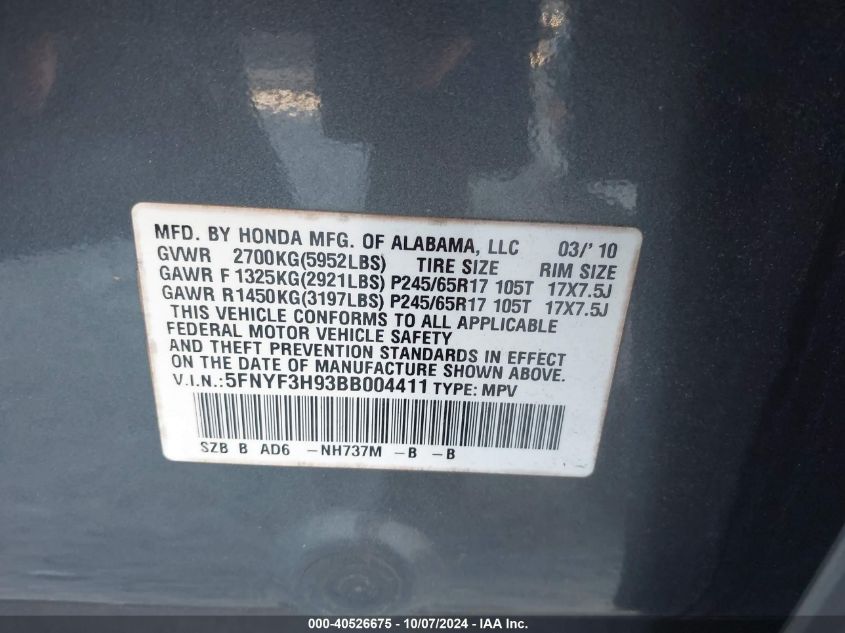 MFD. BY HONDA MFG. OF ALABAMA, LLC 03/' 10
GVWR 2700KG(5952LBS) TIRE SIZE RIM SIZE
GAWR F 1325KG(2921LBS) P245/65R17 105T 17X7.5J
GAWR R 1450KG(3197LBS) P245/65R17 105T 17X7.5J
THIS VEHICLE CONFORMS TO ALL APPLICABLE
FEDERAL MOTOR VEHICLE SAFETY
AND THEFT PREVENTION STANDARDS IN EFFECT
ON THE DATE OF MANUFACTURE SHOWN ABOVE.
V.I.N.:5FNYF3H93BB004411 TYPE: MPV
SZB B AD6 -NH737M -B -B
000-40526675 - 10/07/2024 - IAA Inc.